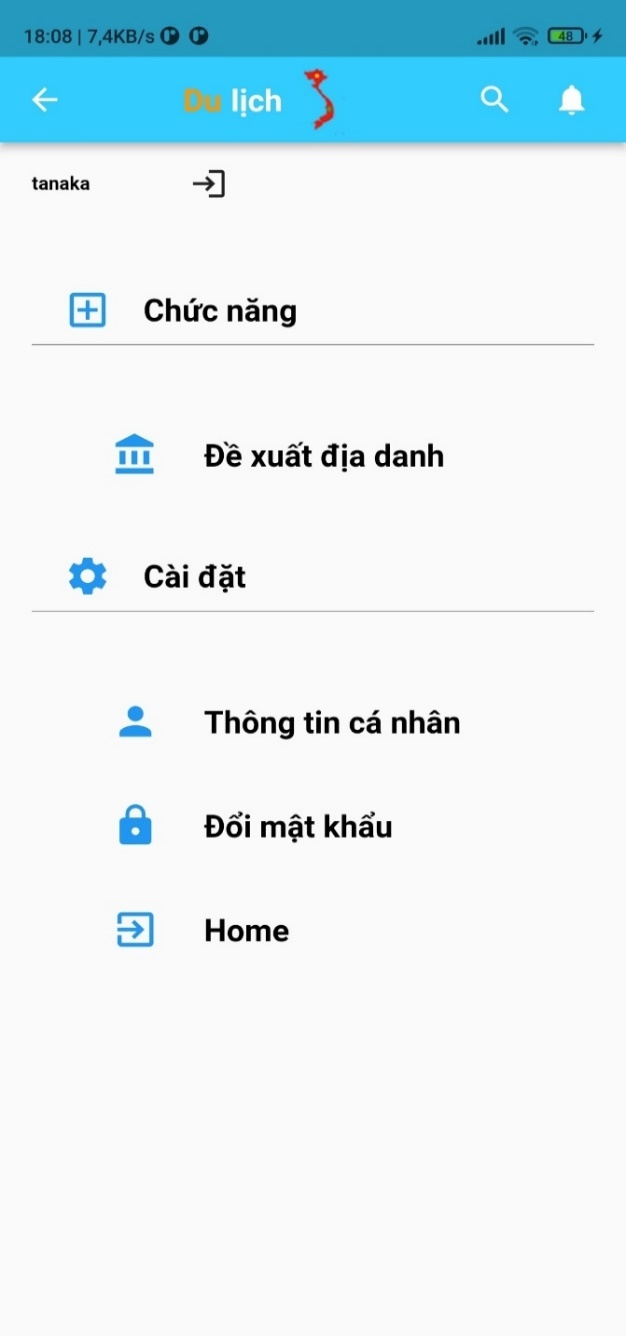 18:08 | 7,4KB/s
48
Du lịch
tanaka
Chức năng
Đề xuất địa danh
Cài đặt
Thông tin cá nhân
Đổi mật khẩu
Home